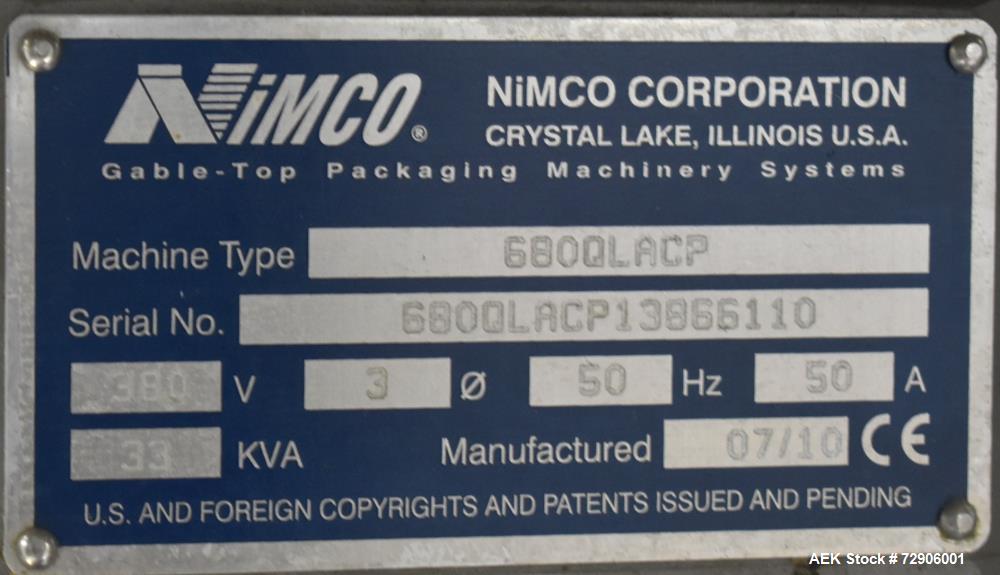 NiMCO®
NiMCO CORPORATION
CRYSTAL LAKE, ILLINOIS U.S.A.
Gable-Top Packaging Machinery Systems
Machine Type 680QLACP
Serial No. 680QLACP13866110
380 V 3 Ø 50 Hz 50 A
33 KVA Manufactured 07/10 CE
U.S. AND FOREIGN COPYRIGHTS AND PATENTS ISSUED AND PENDING
AEK Stock # 72906001